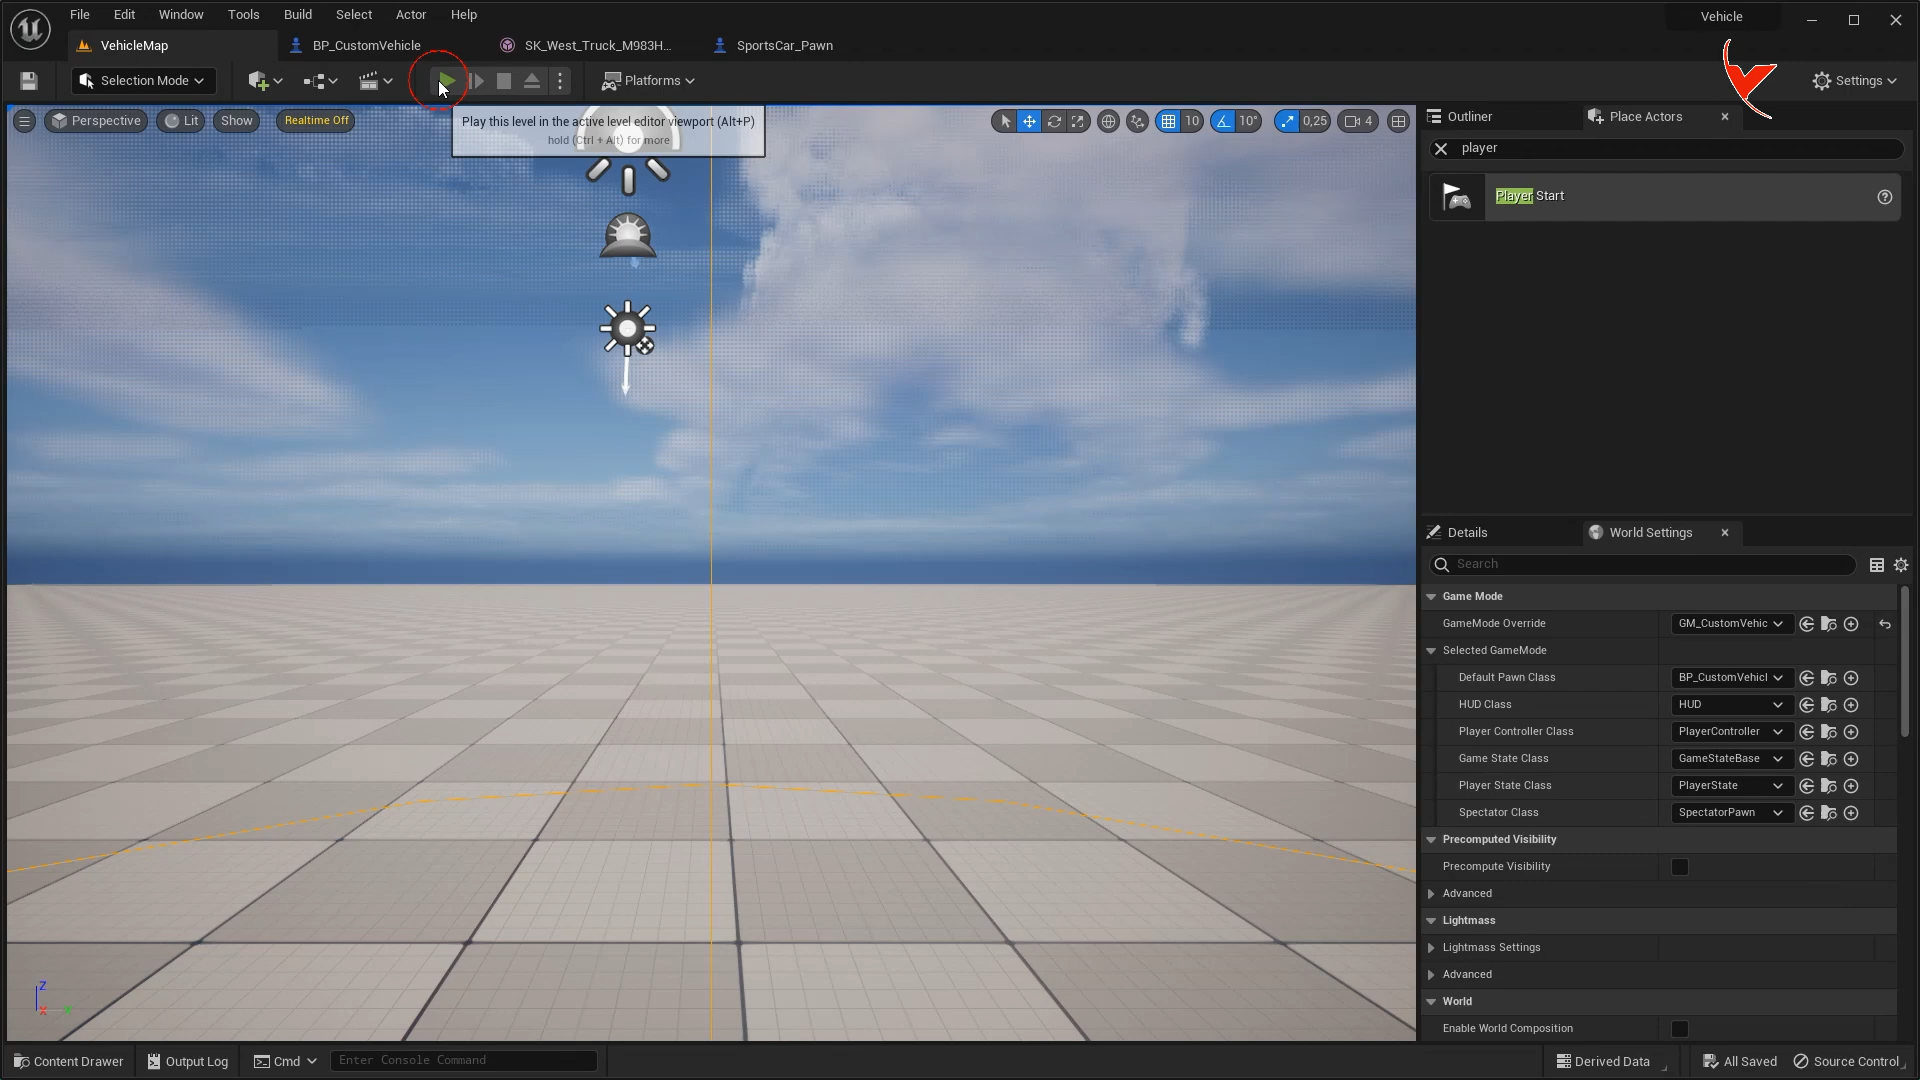 File Edit Window Tools Build Select Actor Help
Vehicle
VehicleMap BP_CustomVehicle SK_West_Truck_M983H... SportsCar_Pawn
Selection Mode Platforms Settings
Perspective Lit Show Realtime Off
Play this level in the active level editor viewport (Alt+P)
hold (Ctrl + Alt) for more
10 10° 0,25 4
Outliner Place Actors
player
Player Start
Details World Settings
Search
Game Mode
GameMode Override GM_CustomVehic
Selected GameMode
Default Pawn Class BP_CustomVehicl
HUD Class HUD
Player Controller Class PlayerController
Game State Class GameStateBase
Player State Class PlayerState
Spectator Class SpectatorPawn
Precomputed Visibility
Precompute Visibility
Advanced
Lightmass
Lightmass Settings
Advanced
World
Enable World Composition
Z
X Y
Content Drawer Output Log Cmd Enter Console Command Derived Data All Saved Source Control